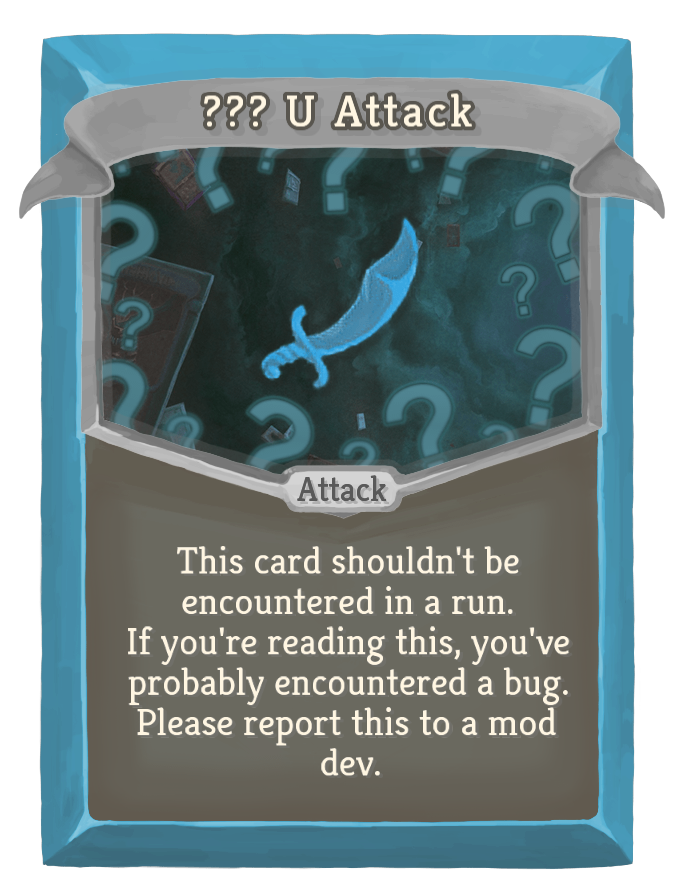 ??? U Attack
Attack
This card shouldn't be
encountered in a run.
If you're reading this, you've
probably encountered a bug.
Please report this to a mod
dev.